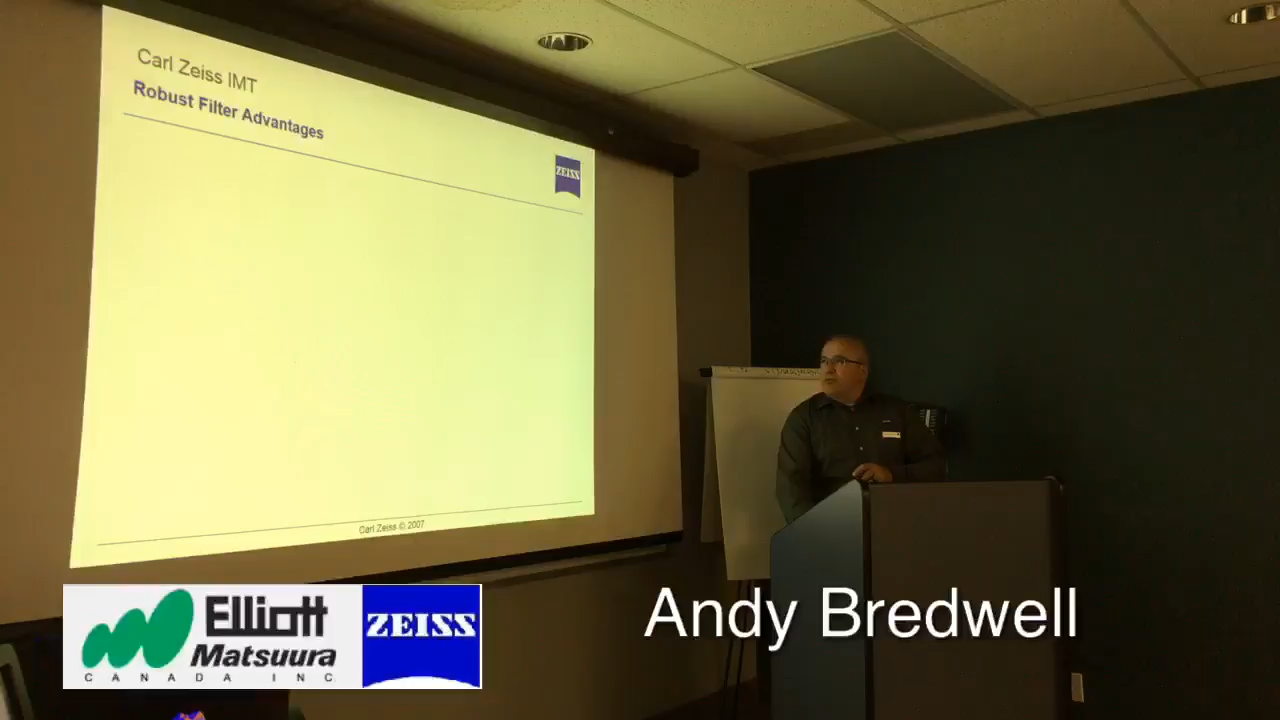 Carl Zeiss IMT
Robust Filter Advantages
ZEISS
Carl Zeiss © 2007
Elliott
Matsuura
CANADA INC
ZEISS
Andy Bredwell